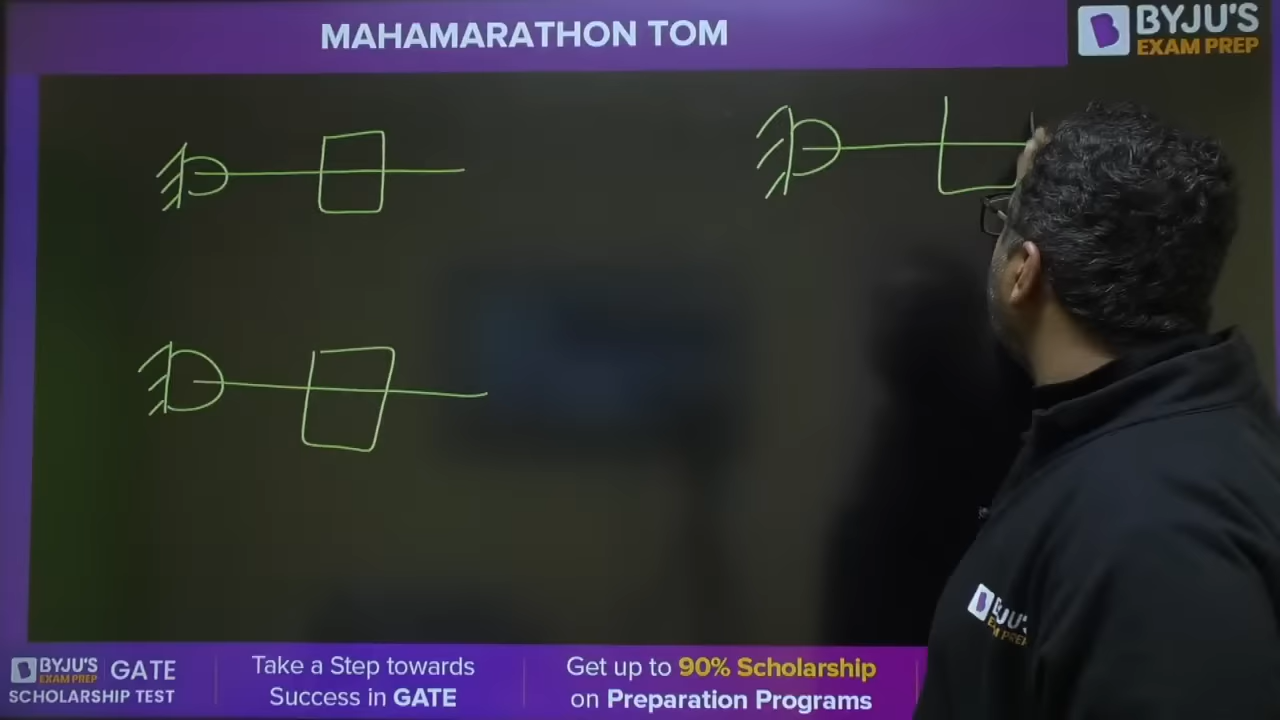 MAHAMARATHON TOM
BYJU'S
EXAM PREP
BYJU'S
EXAM PREP
GATE
SCHOLARSHIP TEST
Take a Step towards
Success in GATE
Get up to 90% Scholarship
on Preparation Programs